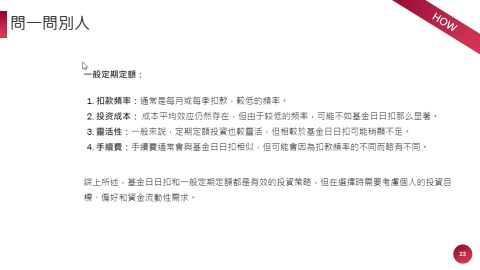 問一問別人
HOW
一般定期定額：
1. 扣款頻率：通常是每月或每季扣款，較低的頻率。
2. 投资成本： 成本平均效应仍然存在，但由于较低的频率，可能不如基金日日扣那么显著。
3. 靈活性：一般來說，定期定額投資也較靈活，但相較於基金日日扣可能稍顯不足。
4. 手續費：手續費通常會與基金日日扣相似，但可能會因為扣款頻率的不同而略有不同。
綜上所述，基金日日扣和一般定期定額都是有效的投資策略，但在選擇時需要考慮個人的投資目
標、偏好和資金流動性需求。
23